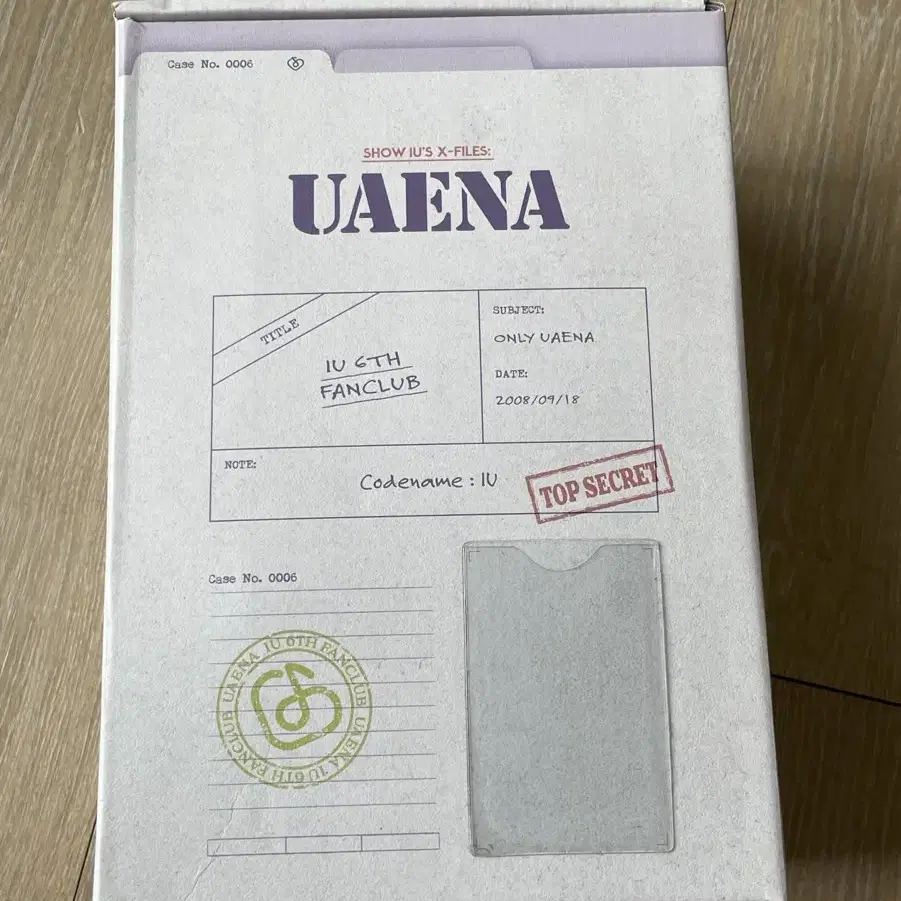 Case No. 0006
SHOW IU'S X-FILES:
UAENA
TITLE
IU 6TH
FANCLUB
SUBJECT:
ONLY UAENA
DATE:
2008/09/18
NOTE:
Codename : IU
TOP SECRET
Case No. 0006
UAENA IU 6TH FANCLUB UAENA IU 6TH FANCLUB